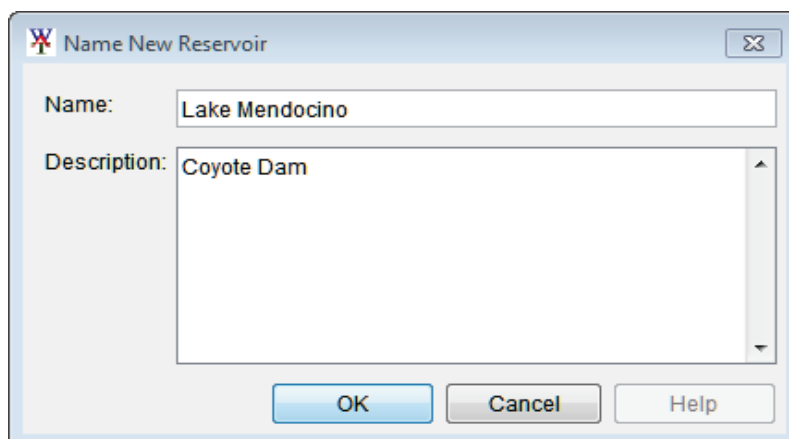 Name New Reservoir
Name: Lake Mendocino
Description: Coyote Dam
OK Cancel Help